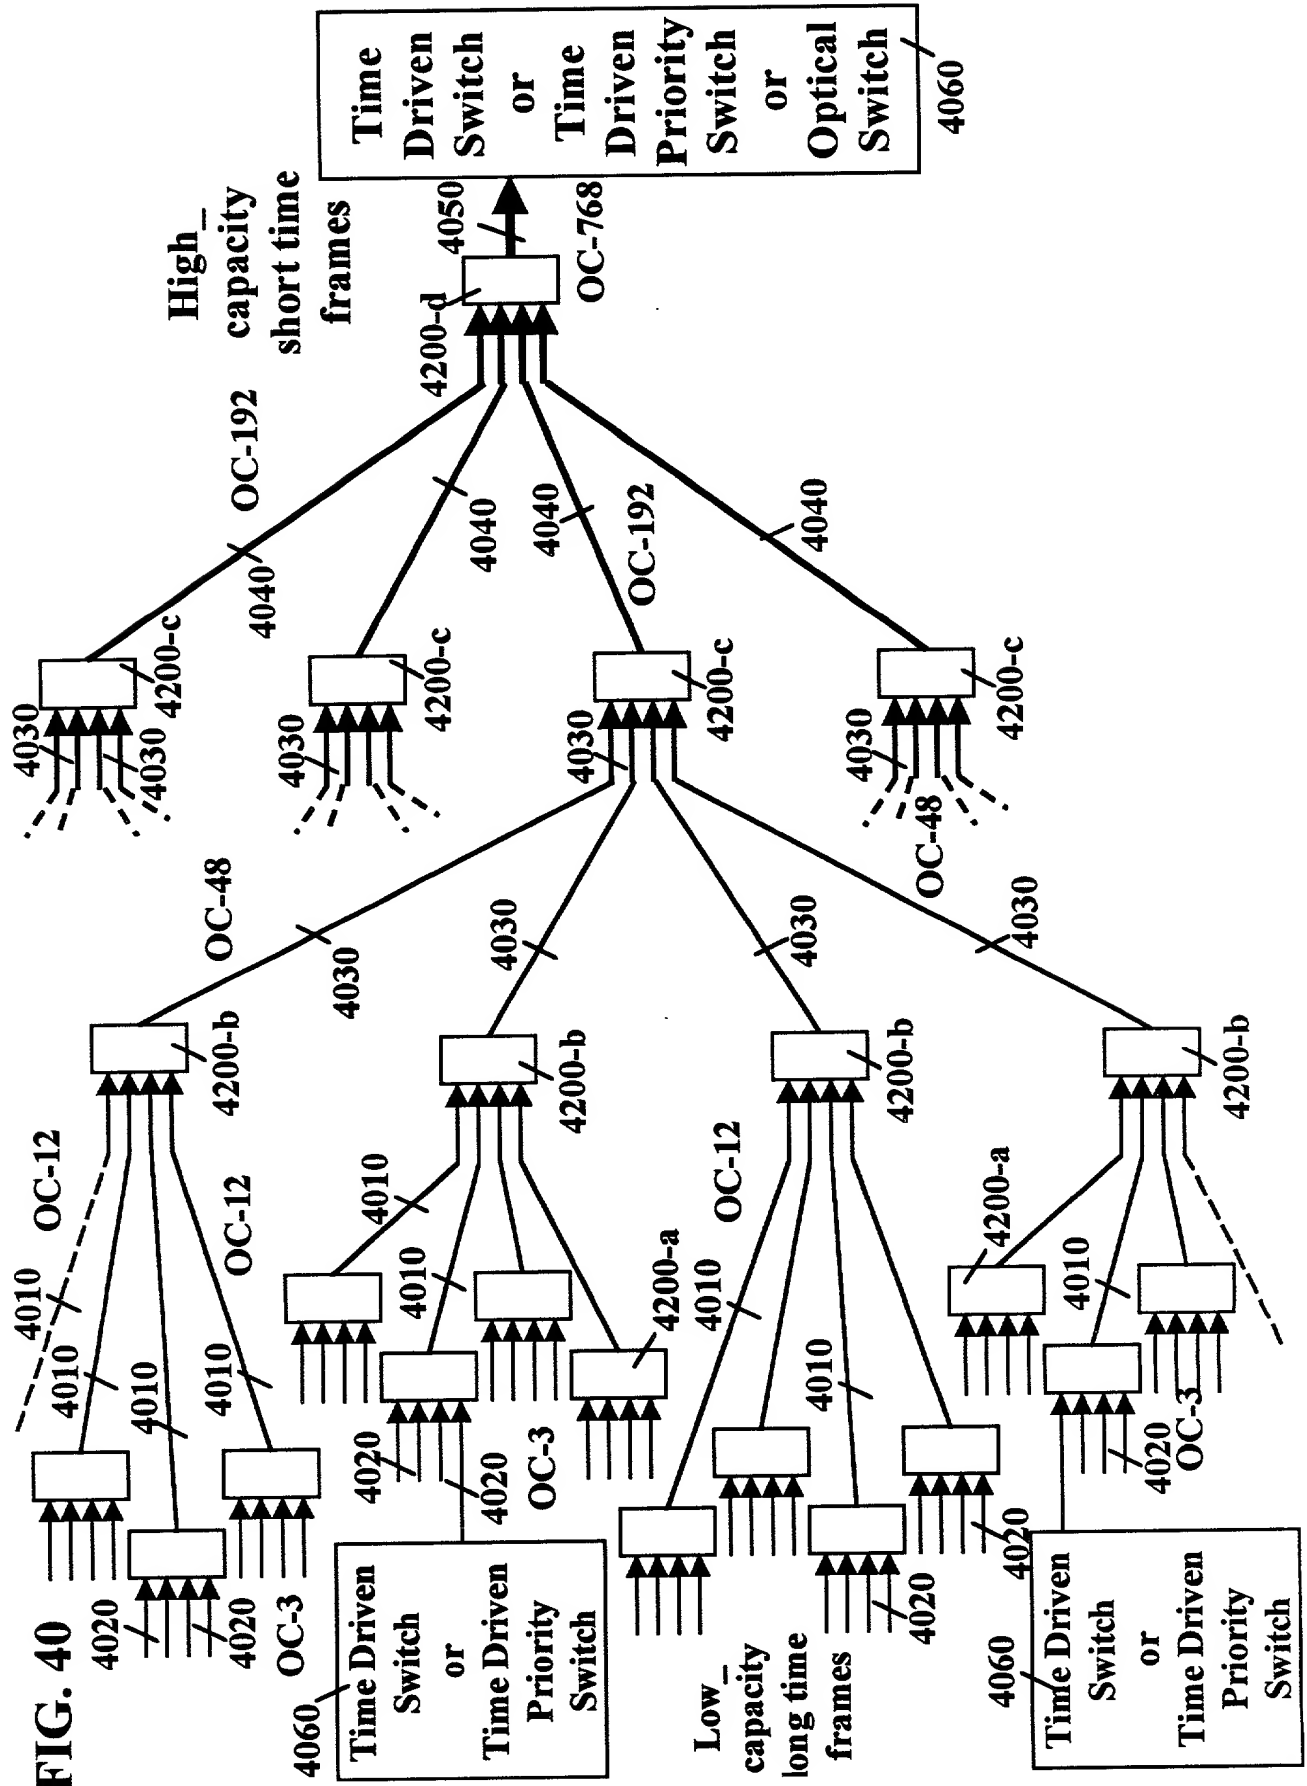 FIG. 40
4010
OC-12
4030
4010
4020
4010
4030
4200-c
High_
capacity
short time
frames
4020
4010
OC-12
4200-b
OC-48
4040
OC-192
OC-3
4030
4060
4030
Time Driven
Switch
or
Time Driven
Priority
Switch
4020
4010
4010
4200-c
4200-d
4050
4020
4030
4040
OC-3
4200-b
4040
OC-768
Time
Driven
Switch
or
Time
Driven
Priority
Switch
or
Optical
Switch
4060
4030
OC-192
4200-a
4010
OC-12
4200-c
Low_
capacity
long time
frames
4010
4030
4040
4030
4020
4200-b
OC-48
4200-c
4020
4200-a
4060
4030
Time Driven
Switch
or
Time Driven
Priority
Switch
4010
4020
OC-3
4200-b